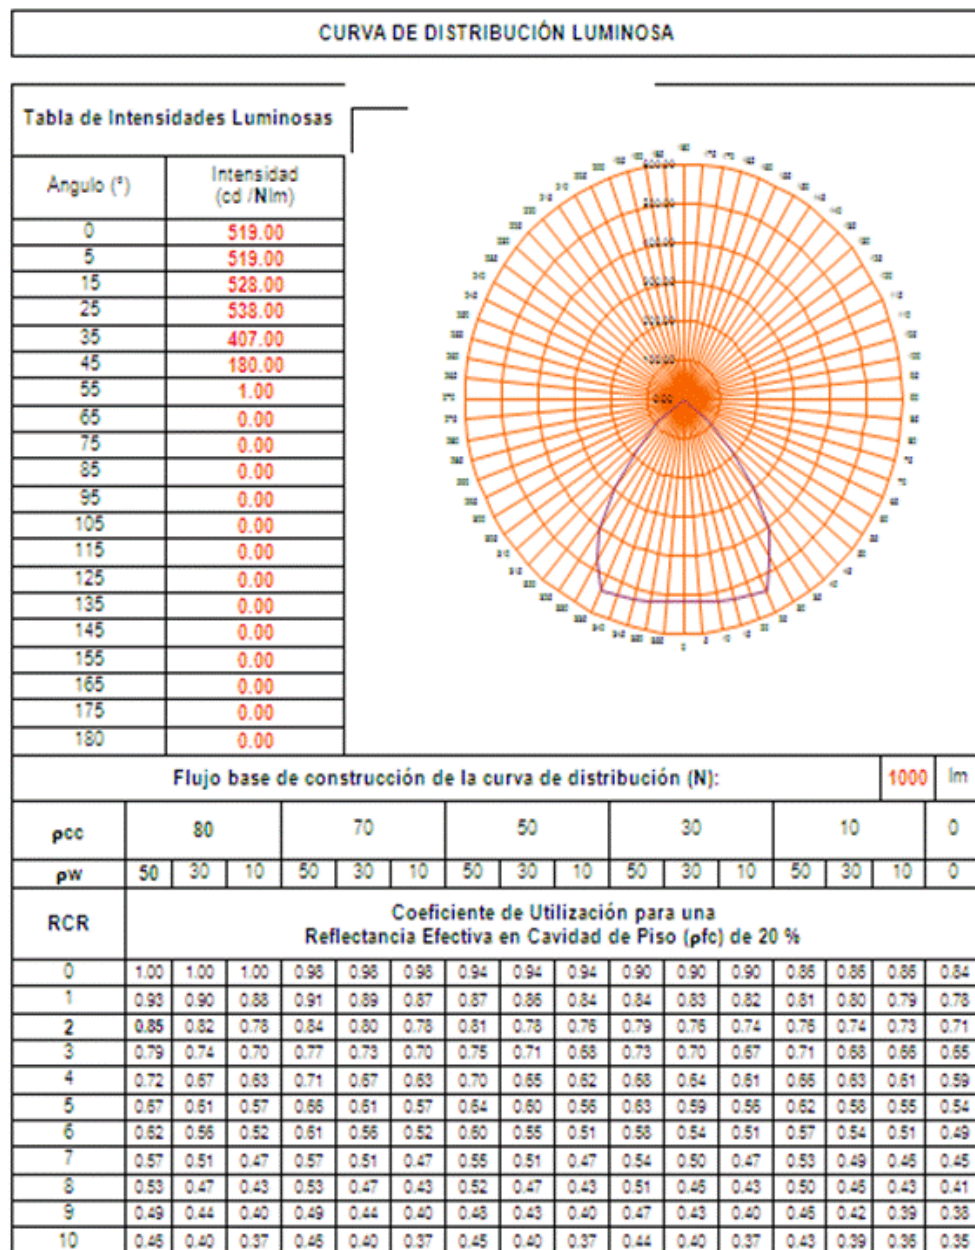 CURVA DE DISTRIBUCIÓN LUMINOSA
Tabla de Intensidades Luminosas
Angulo (°) Intensidad (cd /Nlm)
0 519.00
5 519.00
15 528.00
25 538.00
35 407.00
45 180.00
55 1.00
65 0.00
75 0.00
85 0.00
95 0.00
105 0.00
115 0.00
125 0.00
135 0.00
145 0.00
155 0.00
165 0.00
175 0.00
180 0.00
Flujo base de construcción de la curva de distribución (N): 1000 lm
ρcc 80 70 50 30 10 0
ρw 50 30 10 50 30 10 50 30 10 50 30 10 50 30 10 0
RCR Coeficiente de Utilización para una
Reflectancia Efectiva en Cavidad de Piso (ρfc) de 20 %
0 1.00 1.00 1.00 0.98 0.98 0.98 0.94 0.94 0.94 0.90 0.90 0.90 0.86 0.86 0.86 0.84
1 0.93 0.90 0.88 0.91 0.89 0.87 0.87 0.86 0.84 0.84 0.83 0.82 0.81 0.80 0.79 0.78
2 0.85 0.82 0.78 0.84 0.80 0.78 0.81 0.78 0.76 0.79 0.76 0.74 0.76 0.74 0.73 0.71
3 0.79 0.74 0.70 0.77 0.73 0.70 0.75 0.71 0.68 0.73 0.70 0.67 0.71 0.68 0.66 0.65
4 0.72 0.67 0.63 0.71 0.67 0.63 0.70 0.65 0.62 0.68 0.64 0.61 0.66 0.63 0.61 0.59
5 0.67 0.61 0.57 0.66 0.61 0.57 0.64 0.60 0.56 0.63 0.59 0.56 0.62 0.58 0.55 0.54
6 0.62 0.56 0.52 0.61 0.56 0.52 0.60 0.55 0.51 0.58 0.54 0.51 0.57 0.54 0.51 0.49
7 0.57 0.51 0.47 0.57 0.51 0.47 0.55 0.51 0.47 0.54 0.50 0.47 0.53 0.49 0.46 0.45
8 0.53 0.47 0.43 0.53 0.47 0.43 0.52 0.47 0.43 0.51 0.46 0.43 0.50 0.46 0.43 0.41
9 0.49 0.44 0.40 0.49 0.44 0.40 0.48 0.43 0.40 0.47 0.43 0.40 0.46 0.42 0.39 0.38
10 0.46 0.40 0.37 0.46 0.40 0.37 0.45 0.40 0.37 0.44 0.40 0.37 0.43 0.39 0.36 0.35